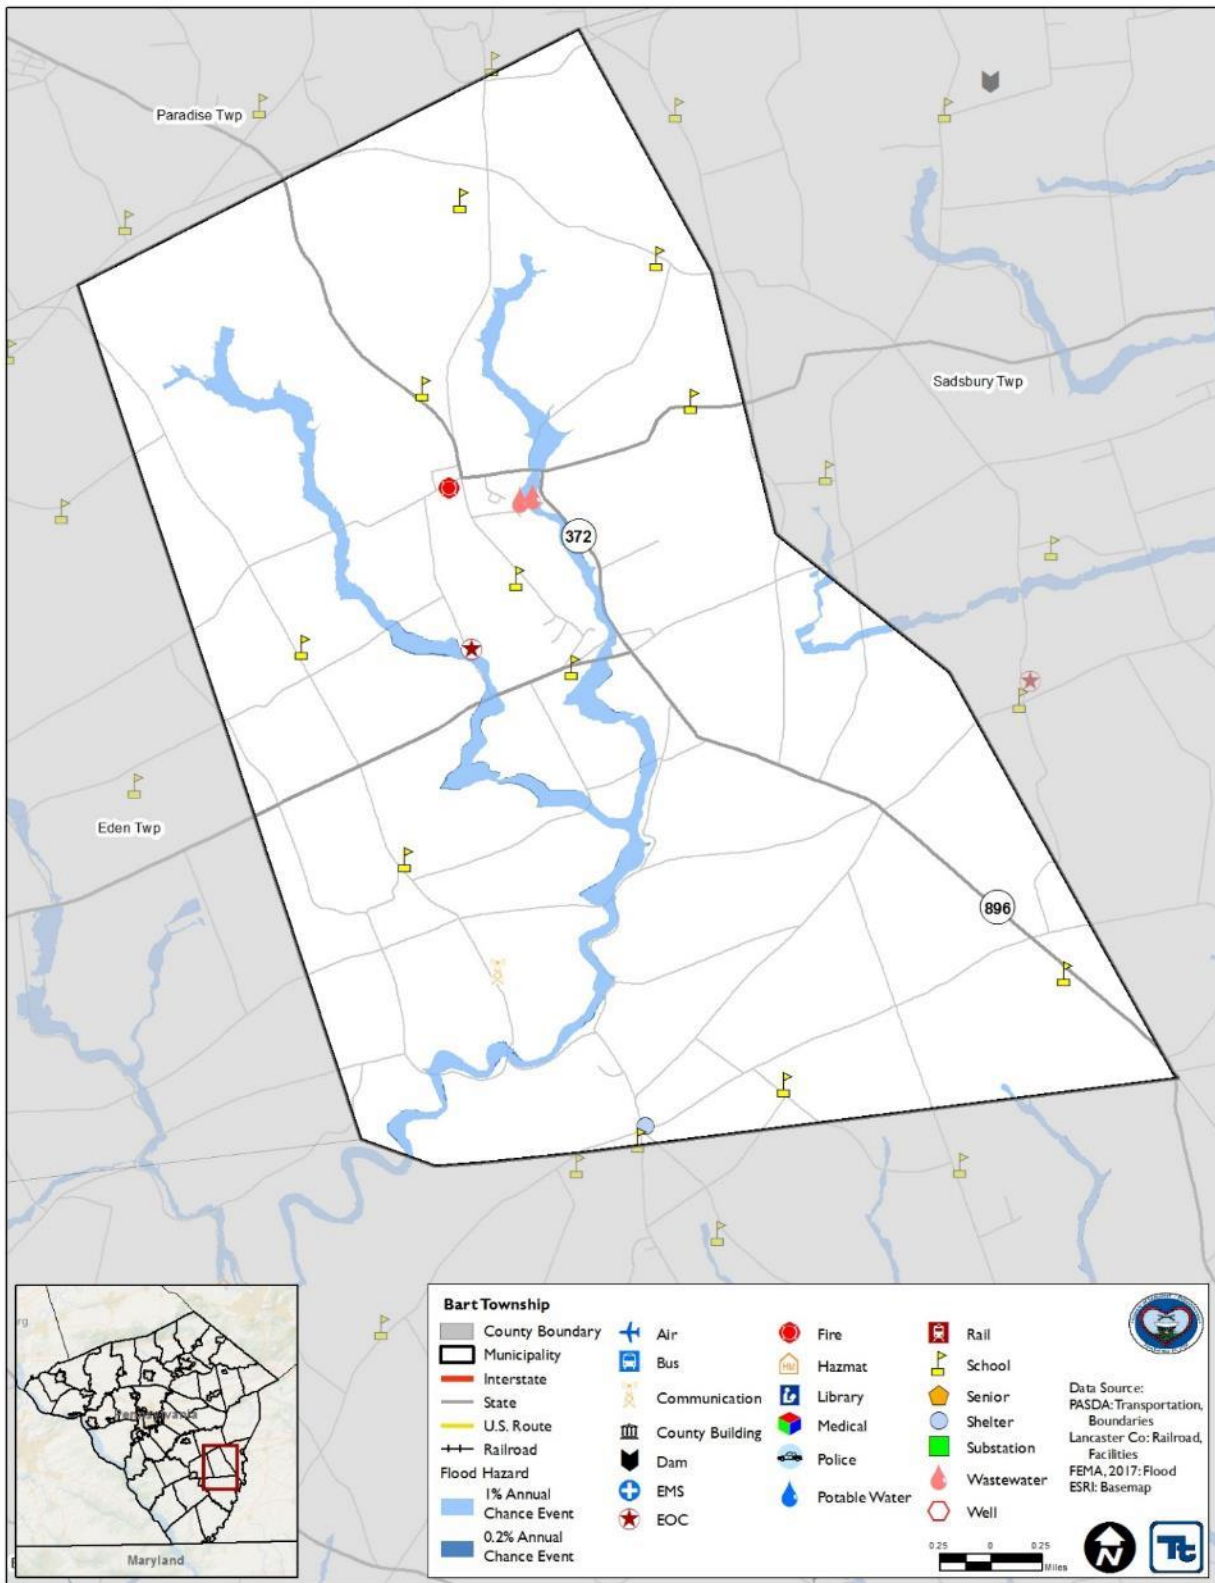 Paradise Twp
Sadsbury Twp
372
Eden Twp
896
Pennsylvania
Maryland
Bart Township
County Boundary
Municipality
Interstate
State
U.S. Route
Railroad
Flood Hazard
1% Annual
Chance Event
0.2% Annual
Chance Event
Air
Bus
Communication
County Building
Dam
EMS
EOC
Fire
Hazmat
Library
Medical
Police
Potable Water
Rail
School
Senior
Shelter
Substation
Wastewater
Well
Data Source:
PASDA: Transportation,
Boundaries
Lancaster Co: Railroad,
Facilities
FEMA, 2017: Flood
ESRI: Basemap
0.25 0 0.25
Miles
N
Tt